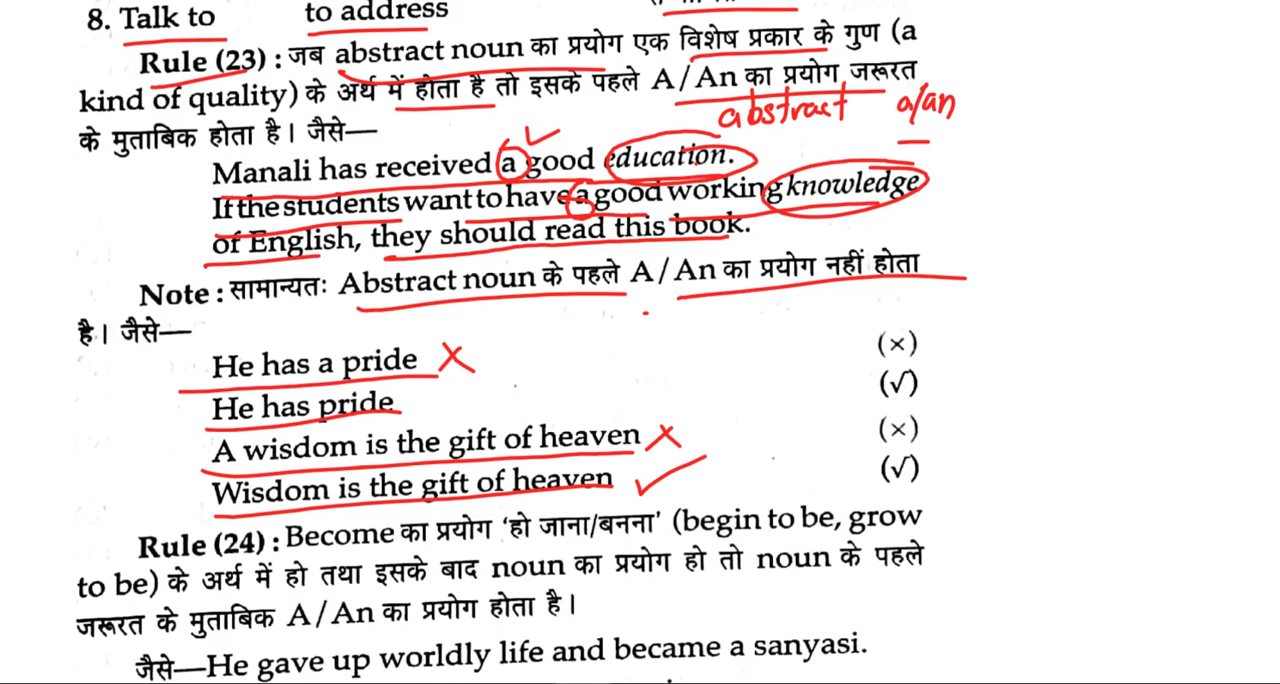 8. Talk to to address
Rule (23) : जब abstract noun का प्रयोग एक विशेष प्रकार के गुण (a
kind of quality) के अर्थ में होता है तो इसके पहले A/An का प्रयोग जरूरत
abstract a/an
के मुताबिक होता है। जैसे—
Manali has received a good education.
If the students want to have a good working knowledge
of English, they should read this book.
Note : सामान्यतः Abstract noun के पहले A/An का प्रयोग नहीं होता
है। जैसे—
He has a pride (×)
He has pride (√)
A wisdom is the gift of heaven (×)
Wisdom is the gift of heaven (√)
Rule (24) : Become का प्रयोग ‘हो जाना/बनना’ (begin to be, grow
to be) के अर्थ में हो तथा इसके बाद noun का प्रयोग हो तो noun के पहले
जरूरत के मुताबिक A/An का प्रयोग होता है।
जैसे—He gave up worldly life and became a sanyasi.